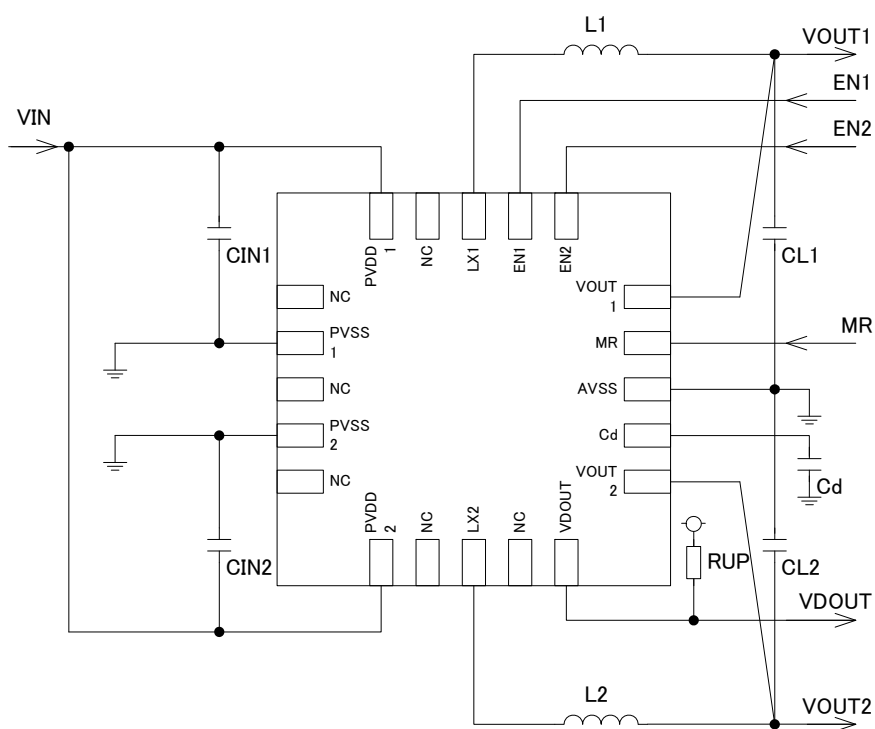 L1
VOUT1
EN1
VIN
EN2
PVDD
1
NC
LX1
EN1
EN2
CIN1
CL1
NC
VOUT
1
PVSS
1
MR
MR
NC
AVSS
PVSS
2
Cd
Cd
NC
VOUT
2
PVDD
2
NC
LX2
NC
VDOUT
CIN2
RUP
CL2
VDOUT
L2
VOUT2